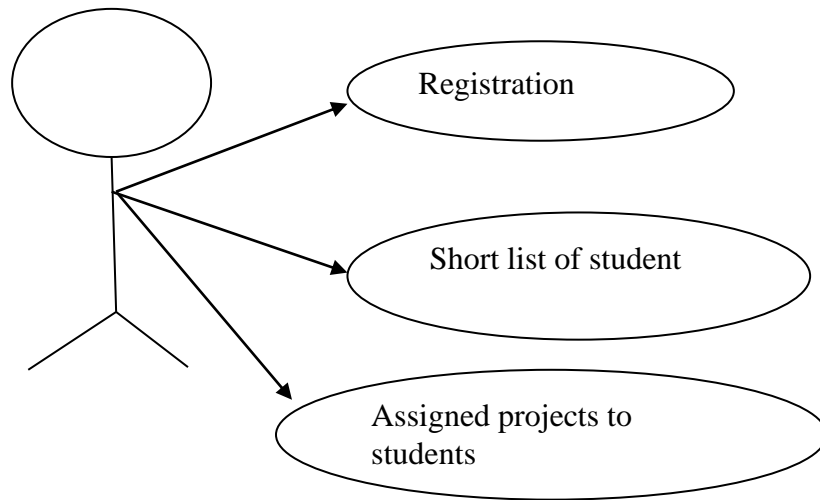 Registration
Short list of student
Assigned projects to
students